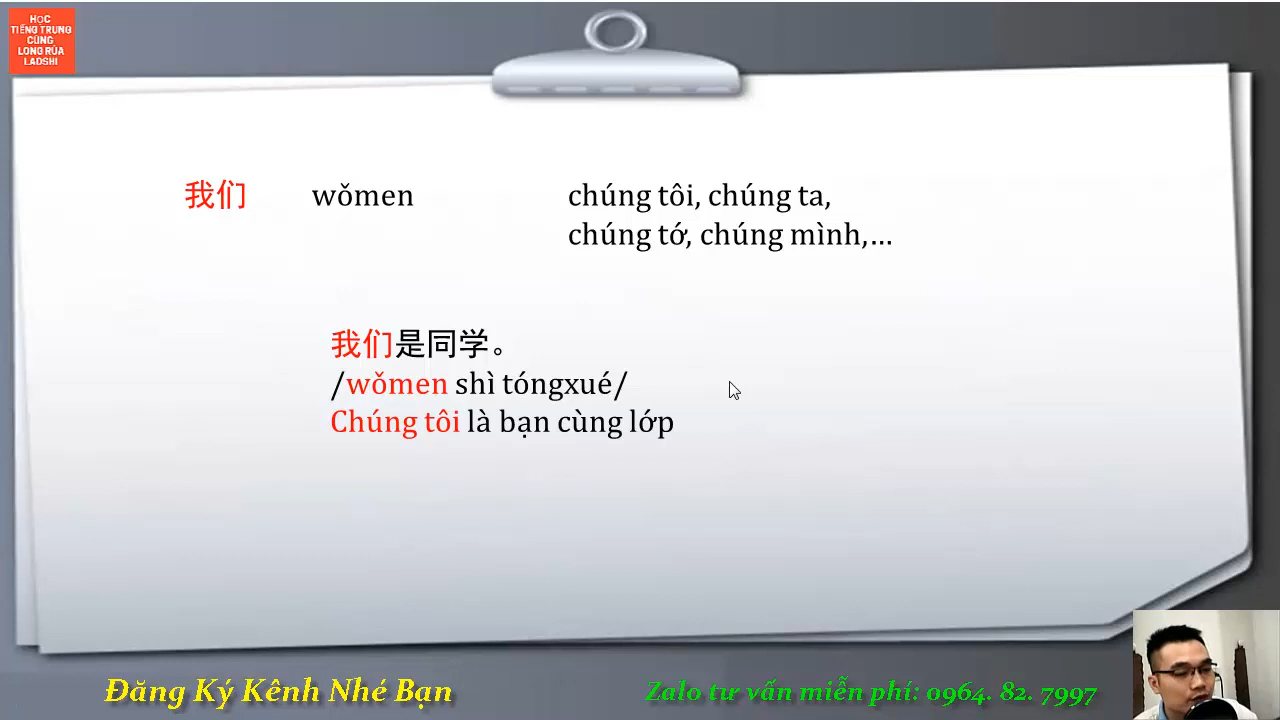 HỌC
TIẾNG TRUNG
CÙNG
LONG RÙA
LADSHI
我们 wǒmen chúng tôi, chúng ta,
chúng tớ, chúng mình,...
我们是同学。
/wǒmen shì tóngxué/
Chúng tôi là bạn cùng lớp
Đăng Ký Kênh Nhé Bạn
Zalo tư vấn miễn phí: 0964. 82. 7997